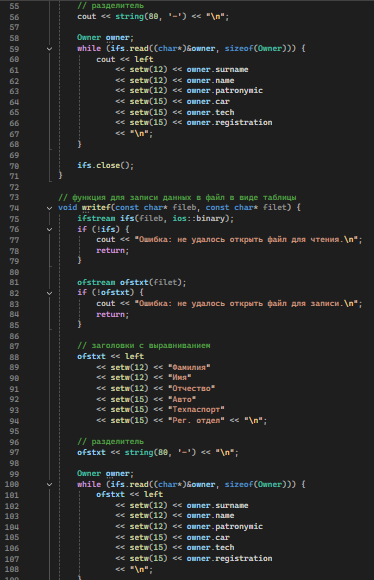 55 // разделитель
56 cout << string(80, '-') << "\n";
57
58 Owner owner;
59 while (ifs.read((char*)&owner, sizeof(Owner))) {
60 cout << left
61 << setw(12) << owner.surname
62 << setw(12) << owner.name
63 << setw(12) << owner.patronymic
64 << setw(15) << owner.car
65 << setw(15) << owner.tech
66 << setw(15) << owner.registration
67 << "\n";
68 }
69
70 ifs.close();
71 }
72
73 // функция для записи данных в файл в виде таблицы
74 void writef(const char* fileb, const char* filet) {
75 ifstream ifs(fileb, ios::binary);
76 if (!ifs) {
77 cout << "Ошибка: не удалось открыть файл для чтения.\n";
78 return;
79 }
80
81 ofstream ofstxt(filet);
82 if (!ofstxt) {
83 cout << "Ошибка: не удалось открыть файл для записи.\n";
84 return;
85 }
86
87 // заголовки с выравниванием
88 ofstxt << left
89 << setw(12) << "Фамилия"
90 << setw(12) << "Имя"
91 << setw(12) << "Отчество"
92 << setw(15) << "Авто"
93 << setw(15) << "Техпаспорт"
94 << setw(15) << "Рег. отдел" << "\n";
95
96 // разделитель
97 ofstxt << string(80, '-') << "\n";
98
99 Owner owner;
100 while (ifs.read((char*)&owner, sizeof(Owner))) {
101 ofstxt << left
102 << setw(12) << owner.surname
103 << setw(12) << owner.name
104 << setw(12) << owner.patronymic
105 << setw(15) << owner.car
106 << setw(15) << owner.tech
107 << setw(15) << owner.registration
108 << "\n";